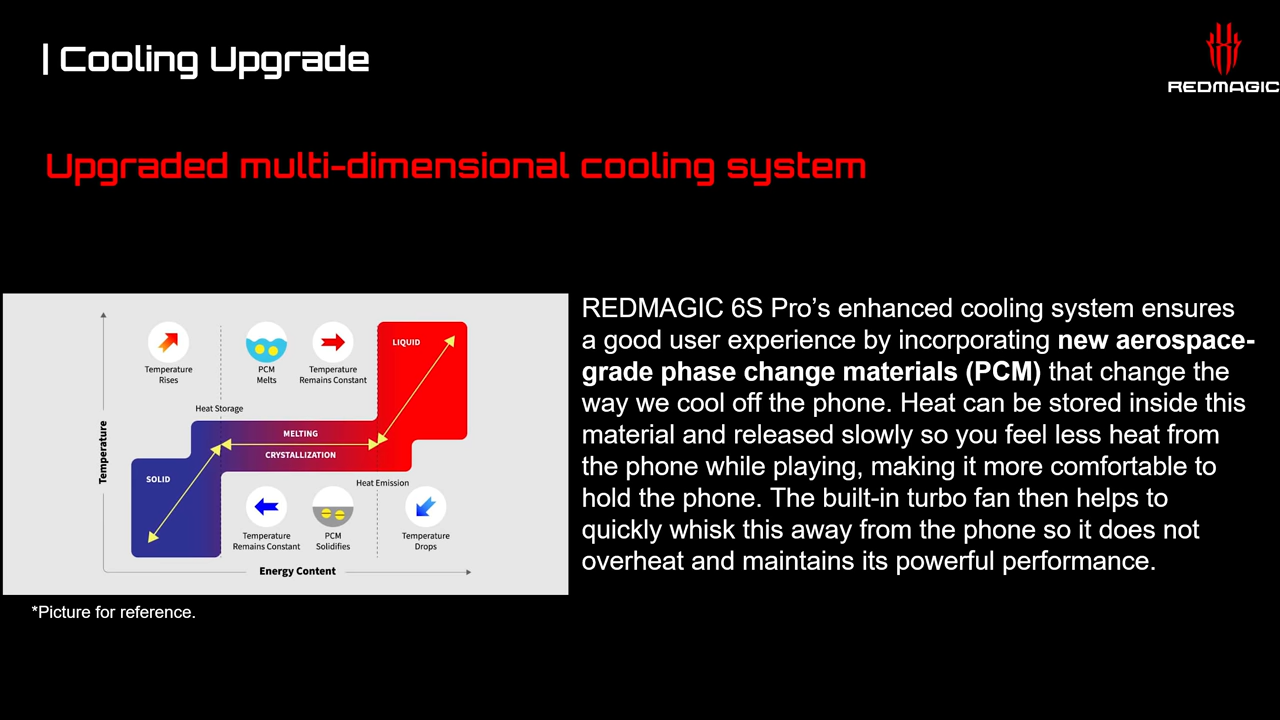 | Cooling Upgrade
REDMAGIC
Upgraded multi-dimensional cooling system
REDMAGIC 6S Pro’s enhanced cooling system ensures
a good user experience by incorporating new aerospace-
grade phase change materials (PCM) that change the
way we cool off the phone. Heat can be stored inside this
material and released slowly so you feel less heat from
the phone while playing, making it more comfortable to
hold the phone. The built-in turbo fan then helps to
quickly whisk this away from the phone so it does not
overheat and maintains its powerful performance.
Temperature
Temperature
Rises
PCM
Melts
Temperature
Remains Constant
LIQUID
Heat Storage
MELTING
CRYSTALLIZATION
SOLID
Heat Emission
Temperature
Remains Constant
PCM
Solidifies
Temperature
Drops
Energy Content
*Picture for reference.